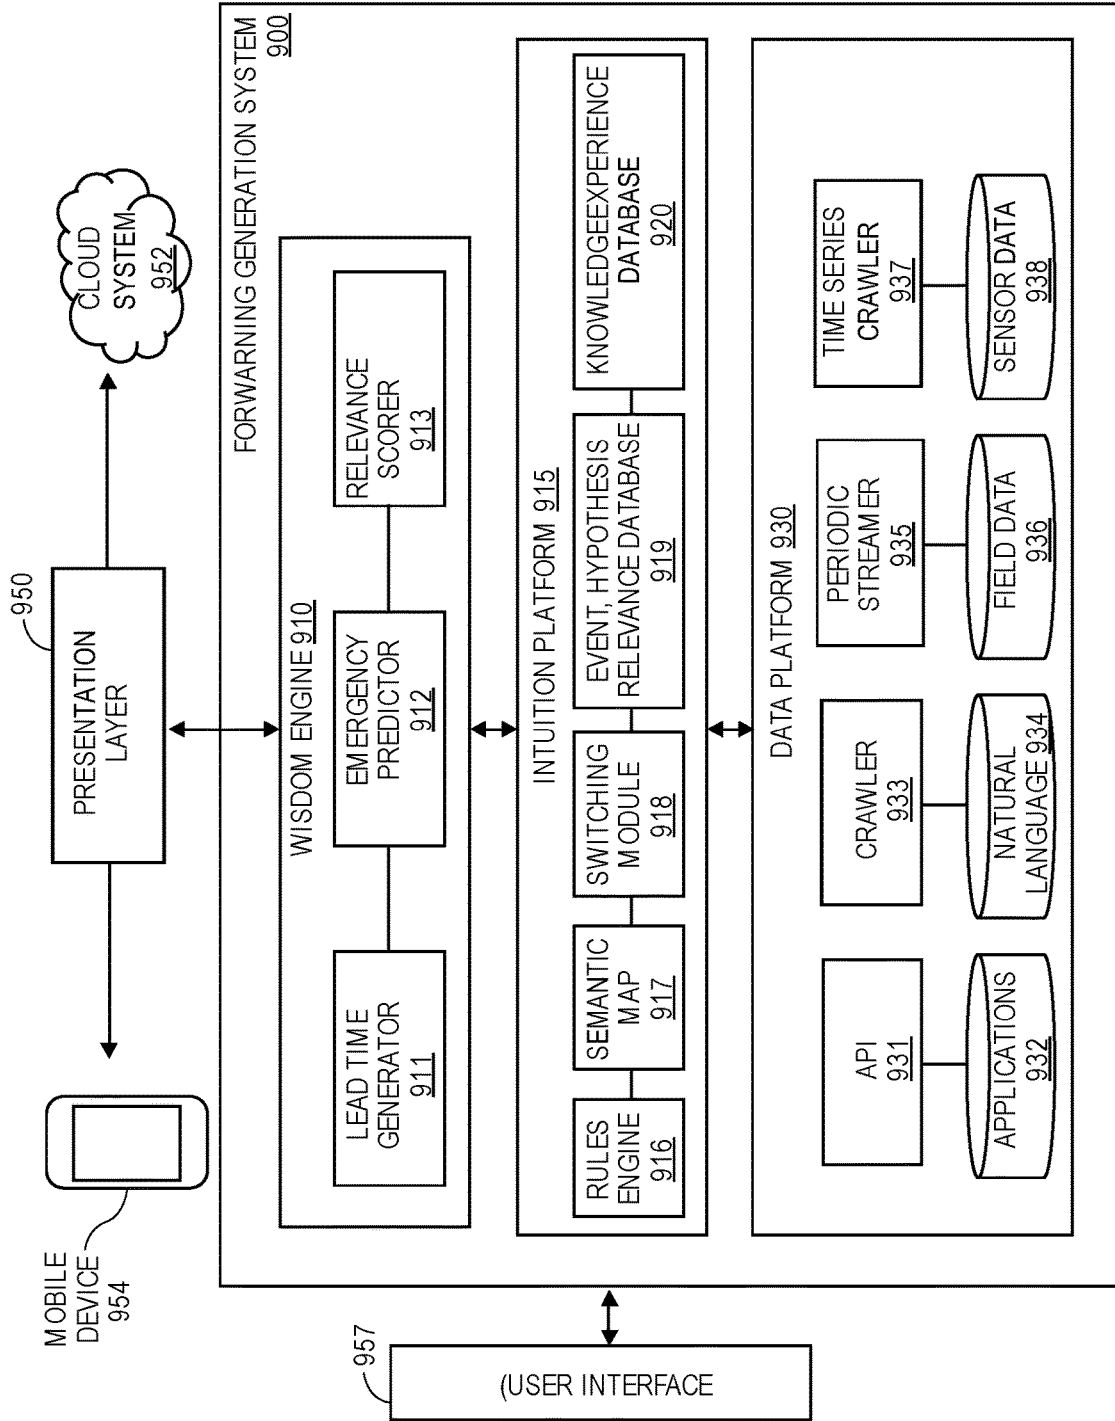 950
PRESENTATION
LAYER
CLOUD
SYSTEM
952
MOBILE
DEVICE
954
FORWARNING GENERATION SYSTEM
900
WISDOM ENGINE 910
LEAD TIME
GENERATOR
911
EMERGENCY
PREDICTOR
912
RELEVANCE
SCORER
913
INTUITION PLATFORM 915
RULES
ENGINE
916
SEMANTIC
MAP
917
SWITCHING
MODULE
918
EVENT, HYPOTHESIS
RELEVANCE DATABASE
919
KNOWLEDGEEXPERIENCE
DATABASE
920
DATA PLATFORM 930
API
931
CRAWLER
933
PERIODIC
STREAMER
935
TIME SERIES
CRAWLER
937
APPLICATIONS
932
NATURAL
LANGUAGE 934
FIELD DATA
936
SENSOR DATA
938
957
(USER INTERFACE